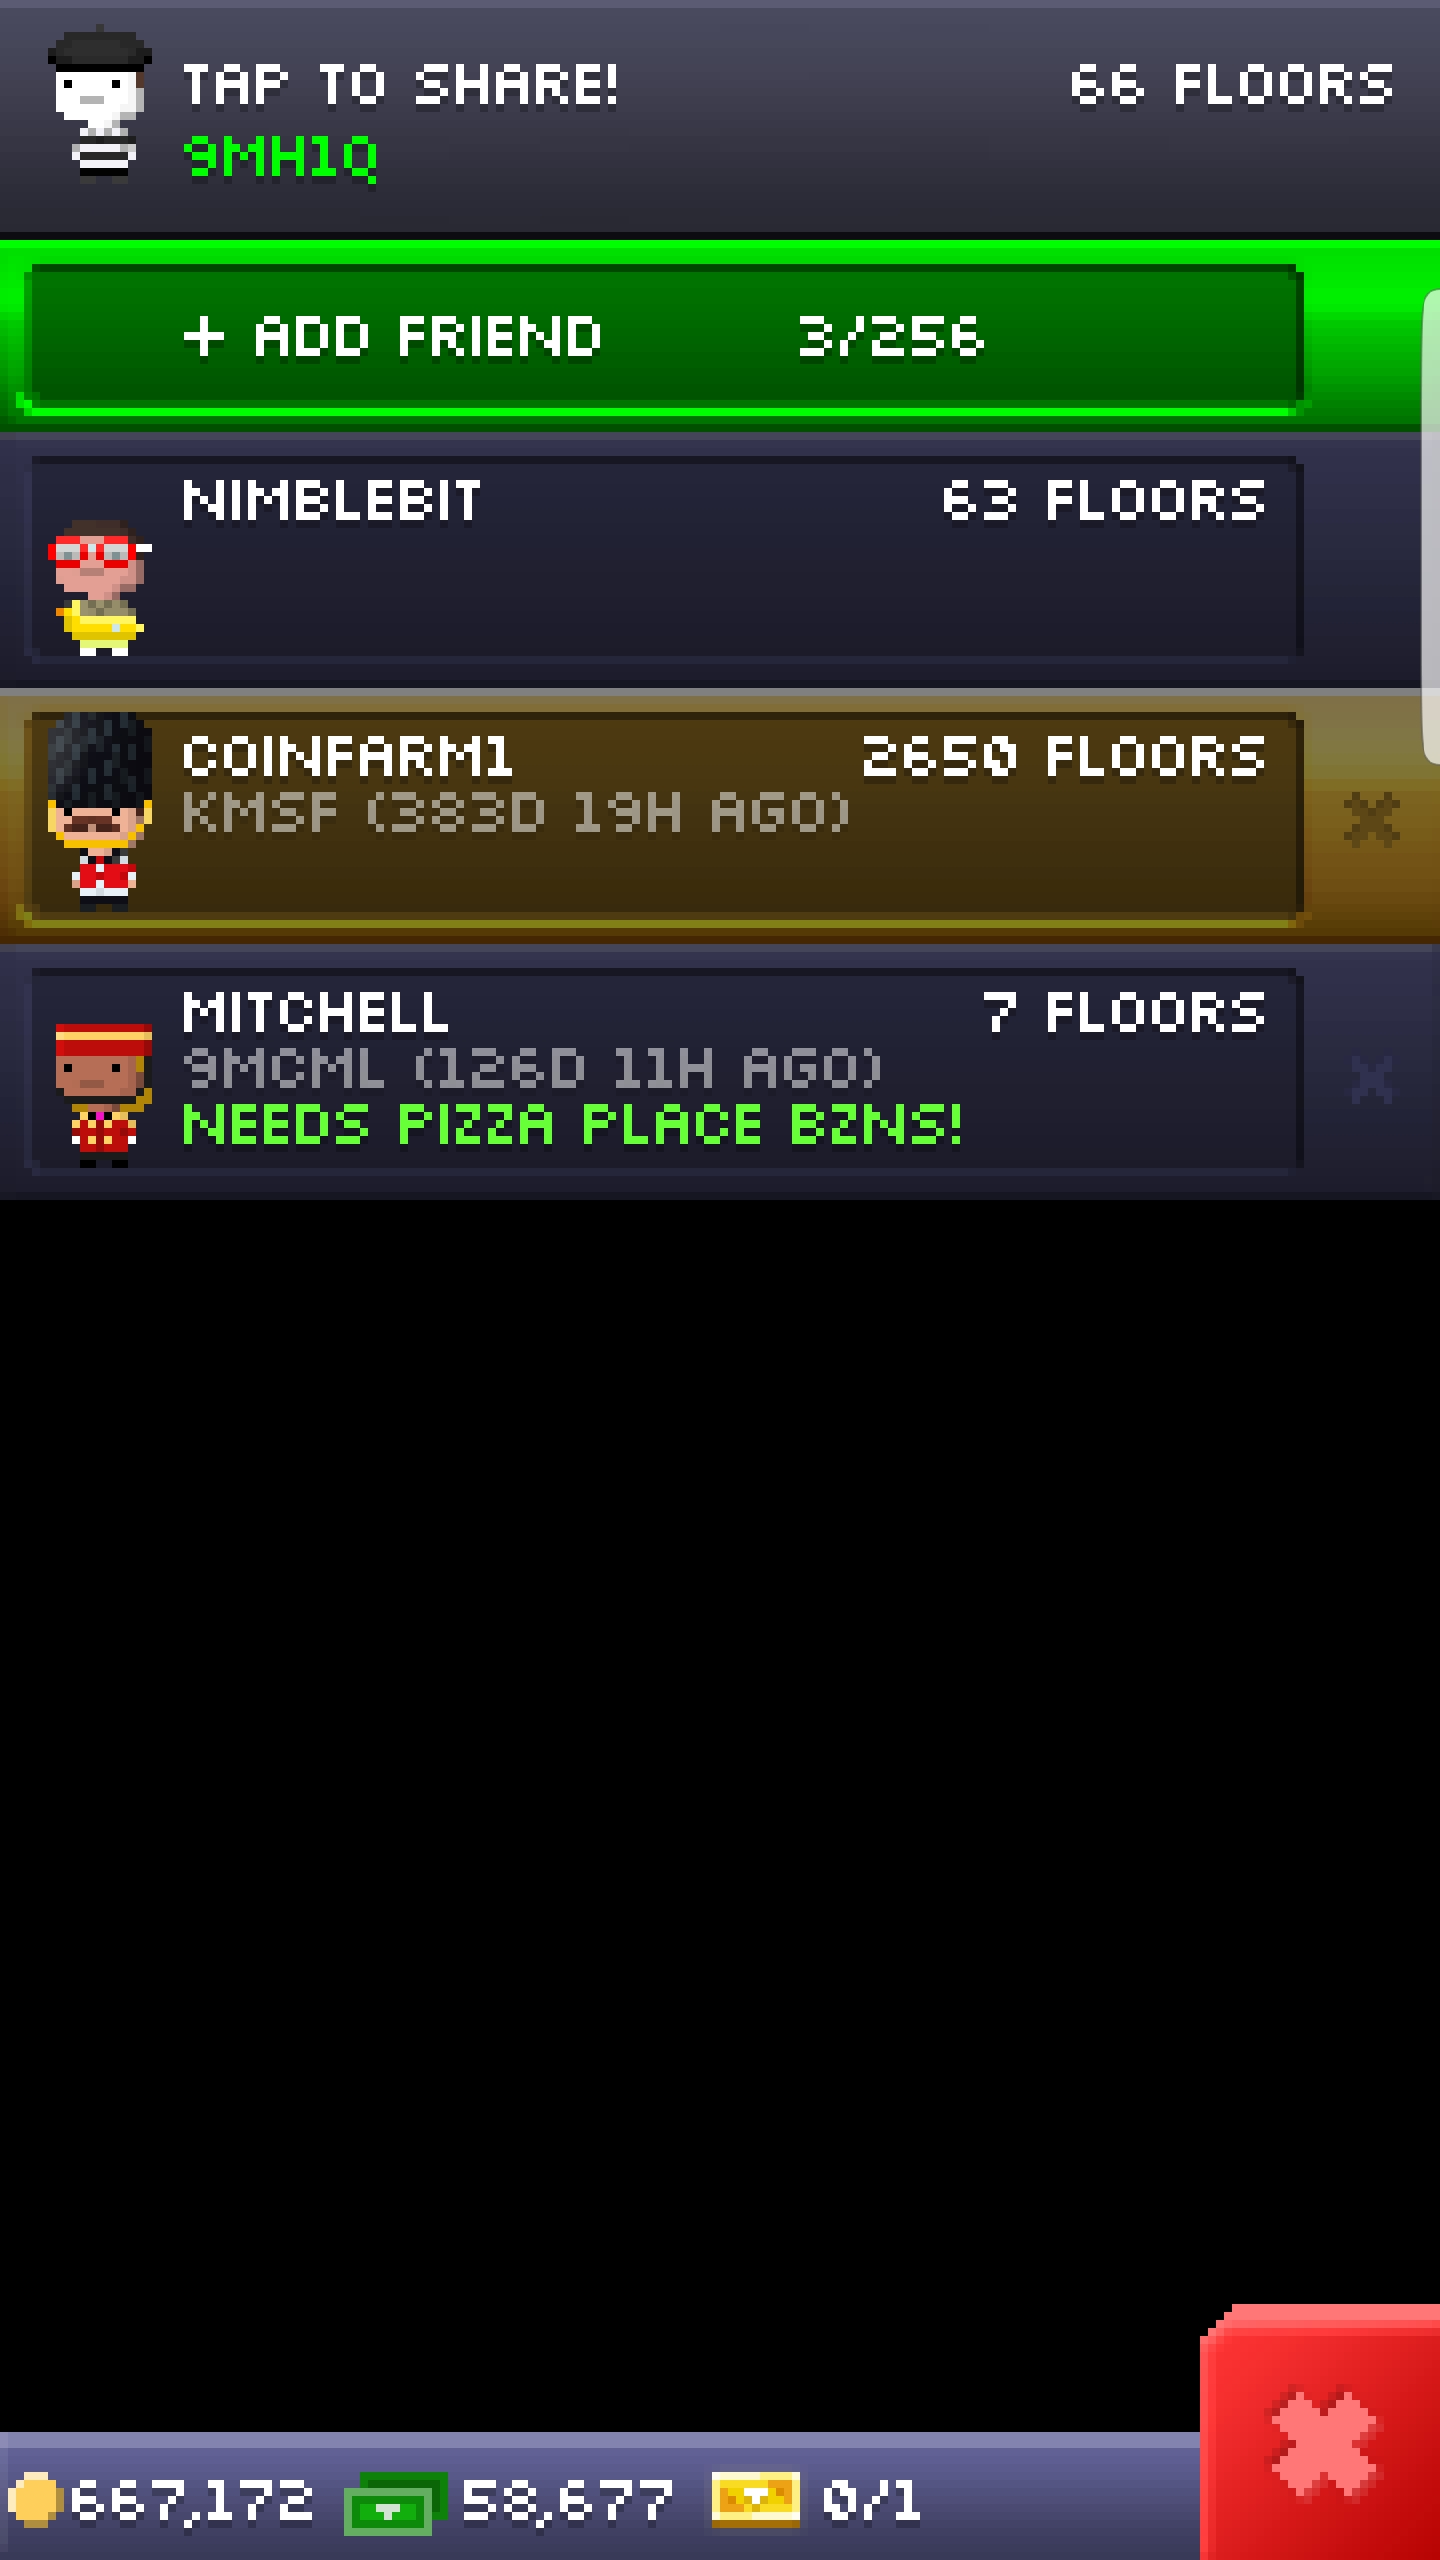 TAP TO SHARE! 66 FLOORS
9MH1Q
+ ADD FRIEND 3/256
NIMBLEBIT 63 FLOORS
COINFARM1 2650 FLOORS
KMSF (383D 19H AGO)
MITCHELL 7 FLOORS
9MCML (126D 11H AGO)
NEEDS PIZZA PLACE BZNS!
667,172 58,677 0/1